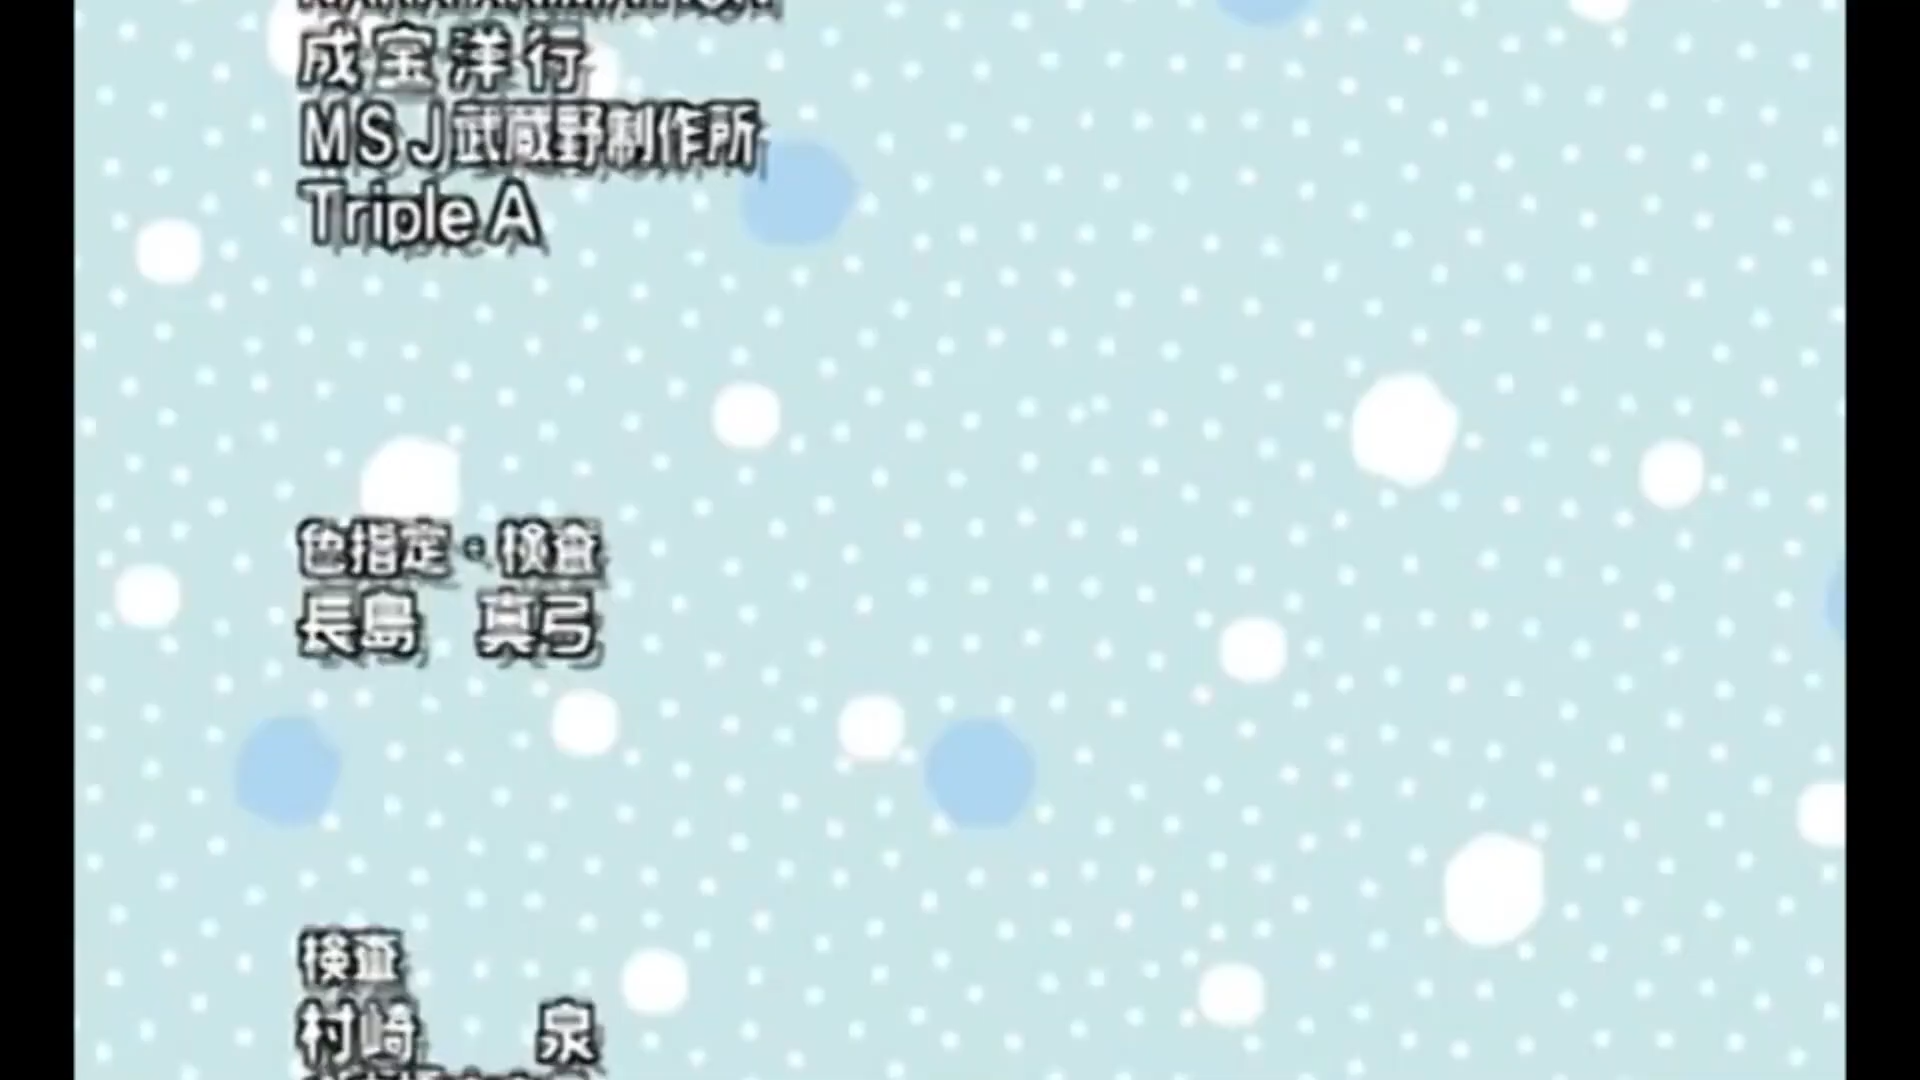 成宝洋行
MSJ武蔵野制作所
Triple A
色指定・検査
長島　真弓
検査
村崎　　泉